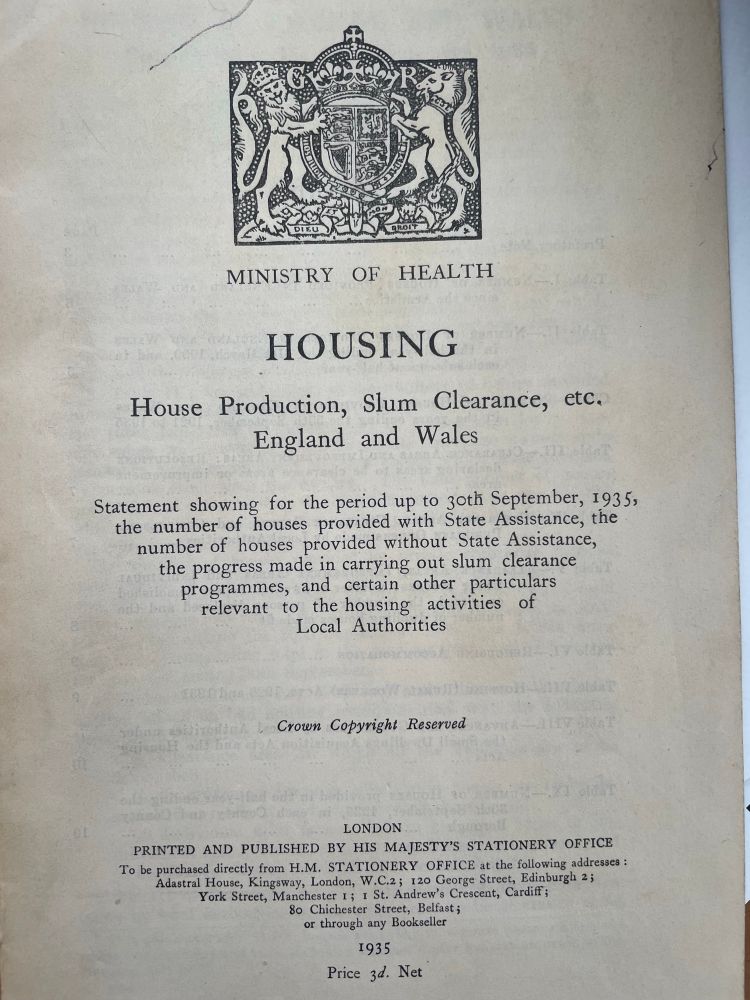 G R
DIEU MON DROIT
MINISTRY OF HEALTH
HOUSING
House Production, Slum Clearance, etc.
England and Wales
Statement showing for the period up to 30th September, 1935,
the number of houses provided with State Assistance, the
number of houses provided without State Assistance,
the progress made in carrying out slum clearance
programmes, and certain other particulars
relevant to the housing activities of
Local Authorities
Crown Copyright Reserved
LONDON
PRINTED AND PUBLISHED BY HIS MAJESTY'S STATIONERY OFFICE
To be purchased directly from H.M. STATIONERY OFFICE at the following addresses:
Adastral House, Kingsway, London, W.C.2; 120 George Street, Edinburgh 2;
York Street, Manchester 1; 1 St. Andrew's Crescent, Cardiff;
80 Chichester Street, Belfast;
or through any Bookseller
1935
Price 3d. Net